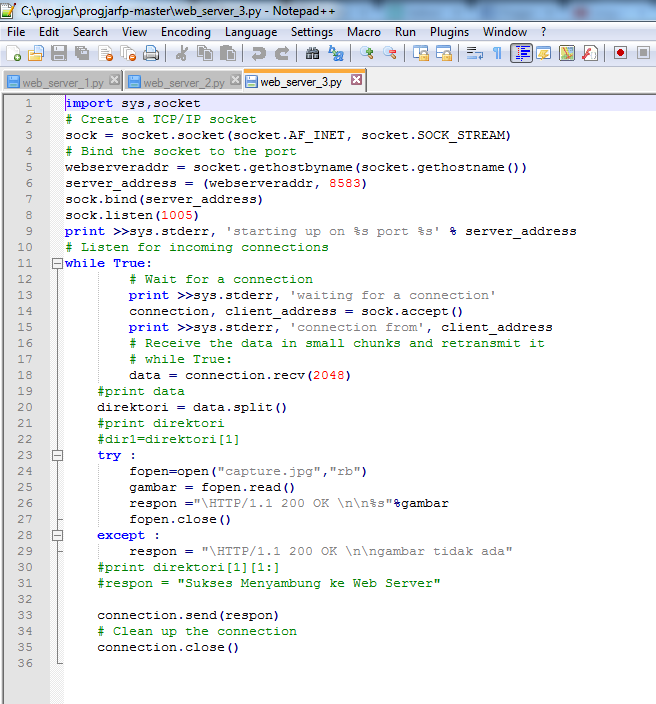 C:\progjar\progjarfp-master\web_server_3.py - Notepad++
File Edit Search View Encoding Language Settings Macro Run Plugins Window ?
web_server_1.py web_server_2.py web_server_3.py
1 import sys,socket
2 # Create a TCP/IP socket
3 sock = socket.socket(socket.AF_INET, socket.SOCK_STREAM)
4 # Bind the socket to the port
5 webserveraddr = socket.gethostbyname(socket.gethostname())
6 server_address = (webserveraddr, 8583)
7 sock.bind(server_address)
8 sock.listen(1005)
9 print >>sys.stderr, 'starting up on %s port %s' % server_address
10 # Listen for incoming connections
11 while True:
12 # Wait for a connection
13 print >>sys.stderr, 'waiting for a connection'
14 connection, client_address = sock.accept()
15 print >>sys.stderr, 'connection from', client_address
16 # Receive the data in small chunks and retransmit it
17 # while True:
18 data = connection.recv(2048)
19 #print data
20 direktori = data.split()
21 #print direktori
22 #dir1=direktori[1]
23 try :
24 fopen=open("capture.jpg","rb")
25 gambar = fopen.read()
26 respon ="\HTTP/1.1 200 OK \n\n%s"%gambar
27 fopen.close()
28 except :
29 respon = "\HTTP/1.1 200 OK \n\ngambar tidak ada"
30 #print direktori[1][1:]
31 #respon = "Sukses Menyambung ke Web Server"
32
33 connection.send(respon)
34 # Clean up the connection
35 connection.close()
36